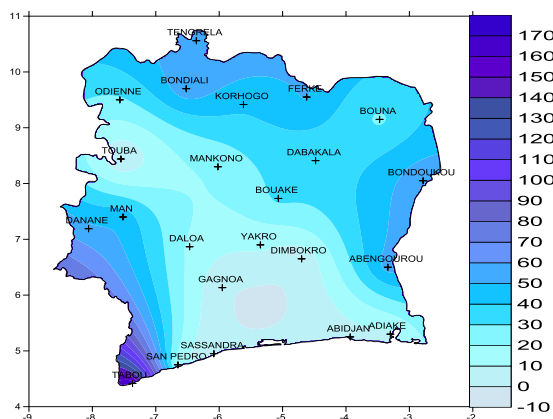 11
10
9
8
7
6
5
4
-9 -8 -7 -6 -5 -4 -3 -2
TENGRELA
BONDIALI
ODIENNE
KORHOGO
FERKE
BOUNA
TOUBA
MANKONO
DABAKALA
BONDOUKOU
BOUAKE
MAN
DANANE
DALOA
YAKRO
DIMBOKRO
ABENGOUROU
GAGNOA
ABIDJAN
ADIAKE
SASSANDRA
SAN PEDRO
TABOU
170
160
150
140
130
120
110
100
90
80
70
60
50
40
30
20
10
0
-10